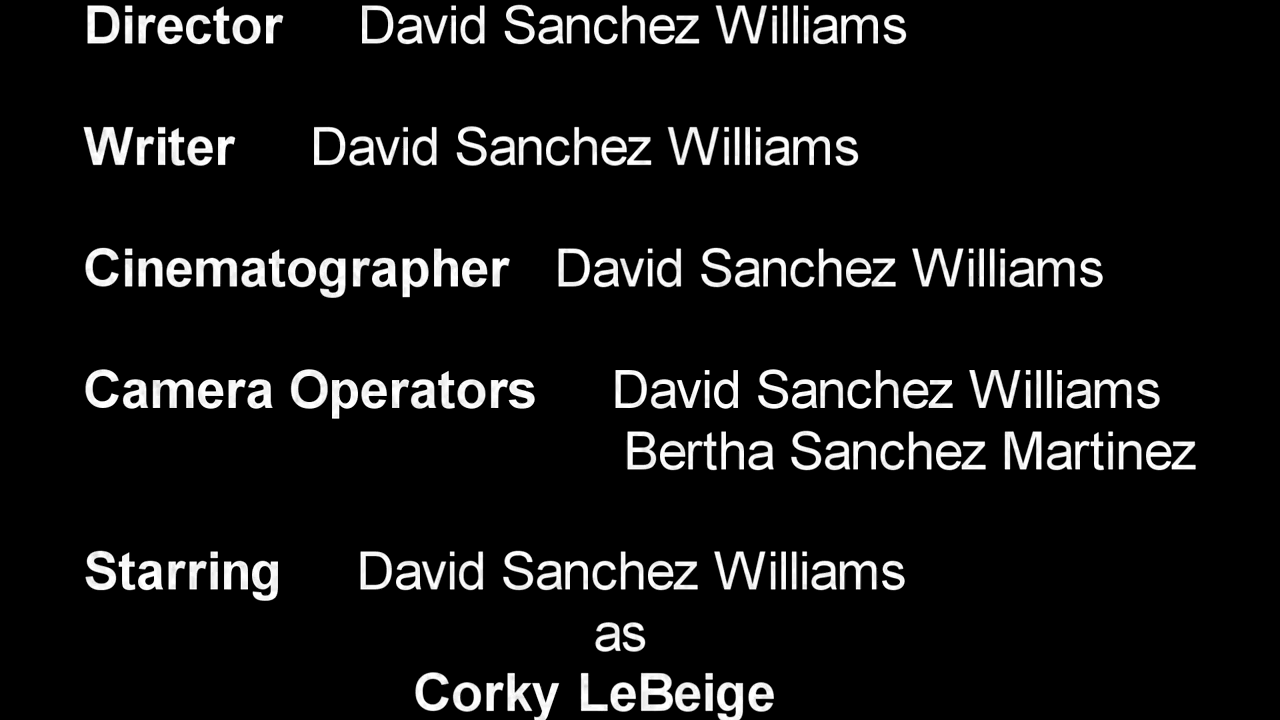 Director David Sanchez Williams
Writer David Sanchez Williams
Cinematographer David Sanchez Williams
Camera Operators David Sanchez Williams
Bertha Sanchez Martinez
Starring David Sanchez Williams
as
Corky LeBeige